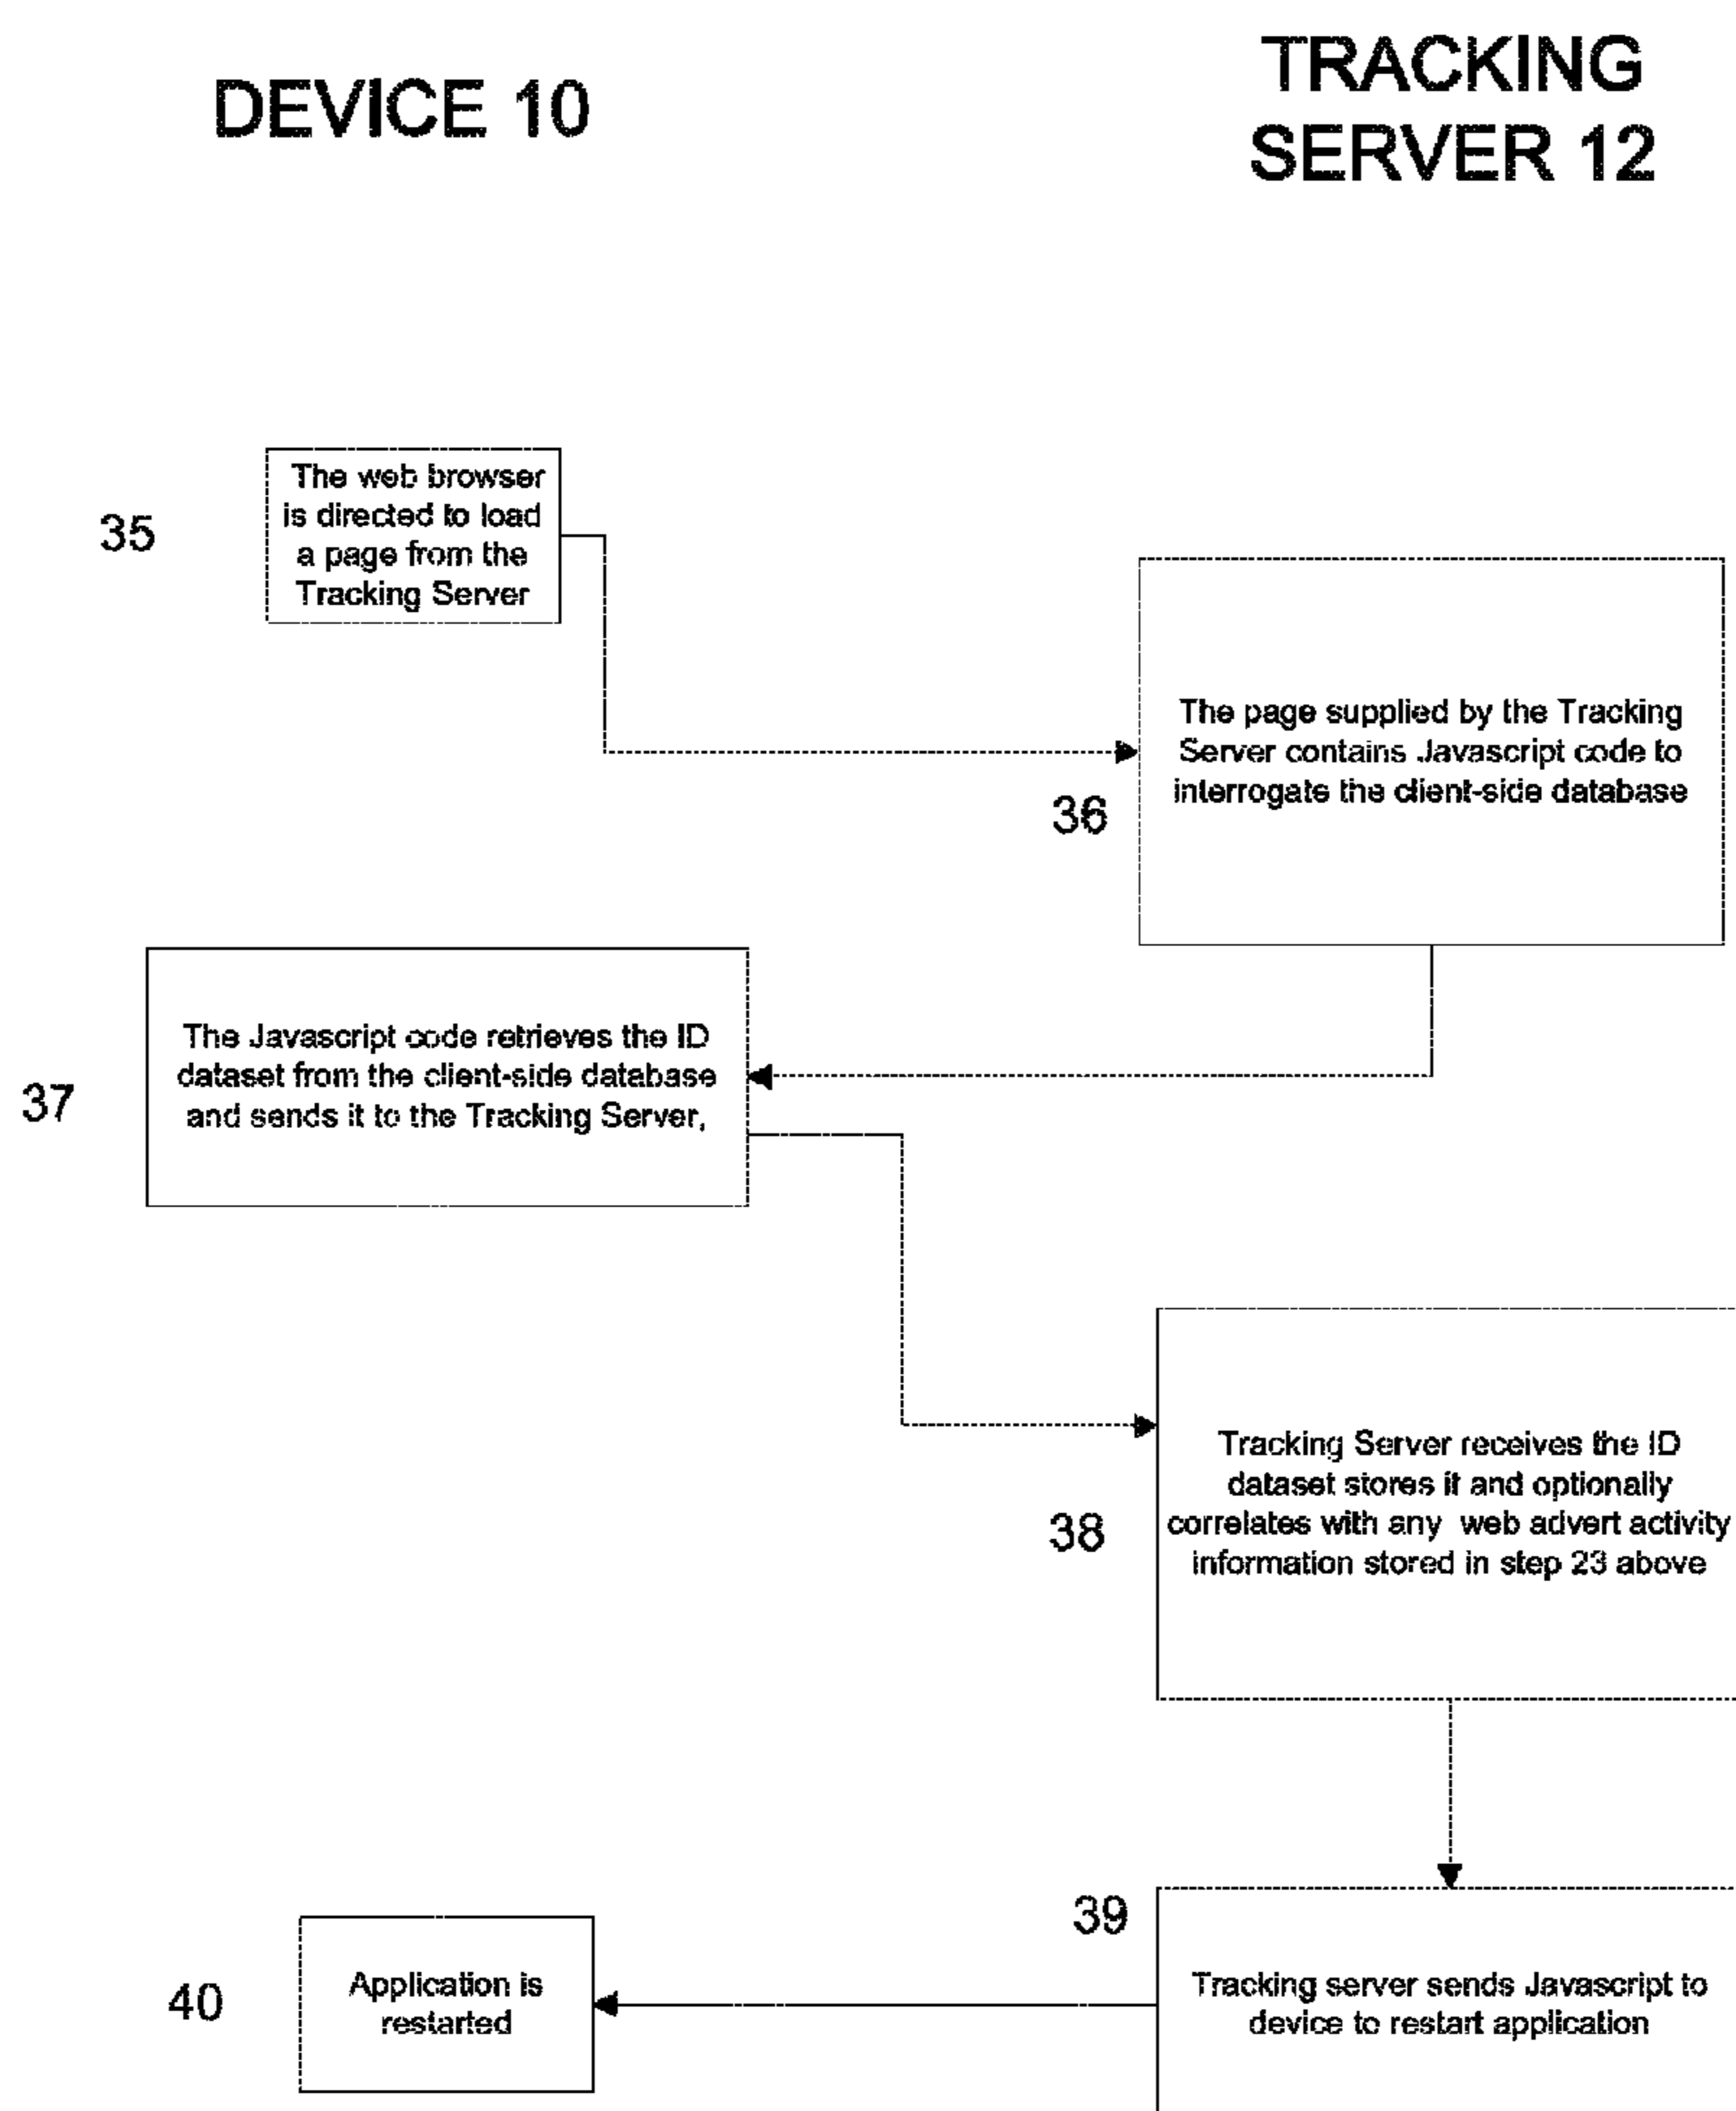 DEVICE 10
TRACKING
SERVER 12
35
The web browser
is directed to load
a page from the
Tracking Server
The page supplied by the Tracking
Server contains Javascript code to
interrogate the client-side database
36
The Javascript code retrieves the ID
dataset from the client-side database
and sends it to the Tracking Server,
37
Tracking Server receives the ID
dataset stores it and optionally
correlates with any web advert activity
information stored in step 23 above
38
39
Tracking server sends Javascript to
device to restart application
40
Application is
restarted